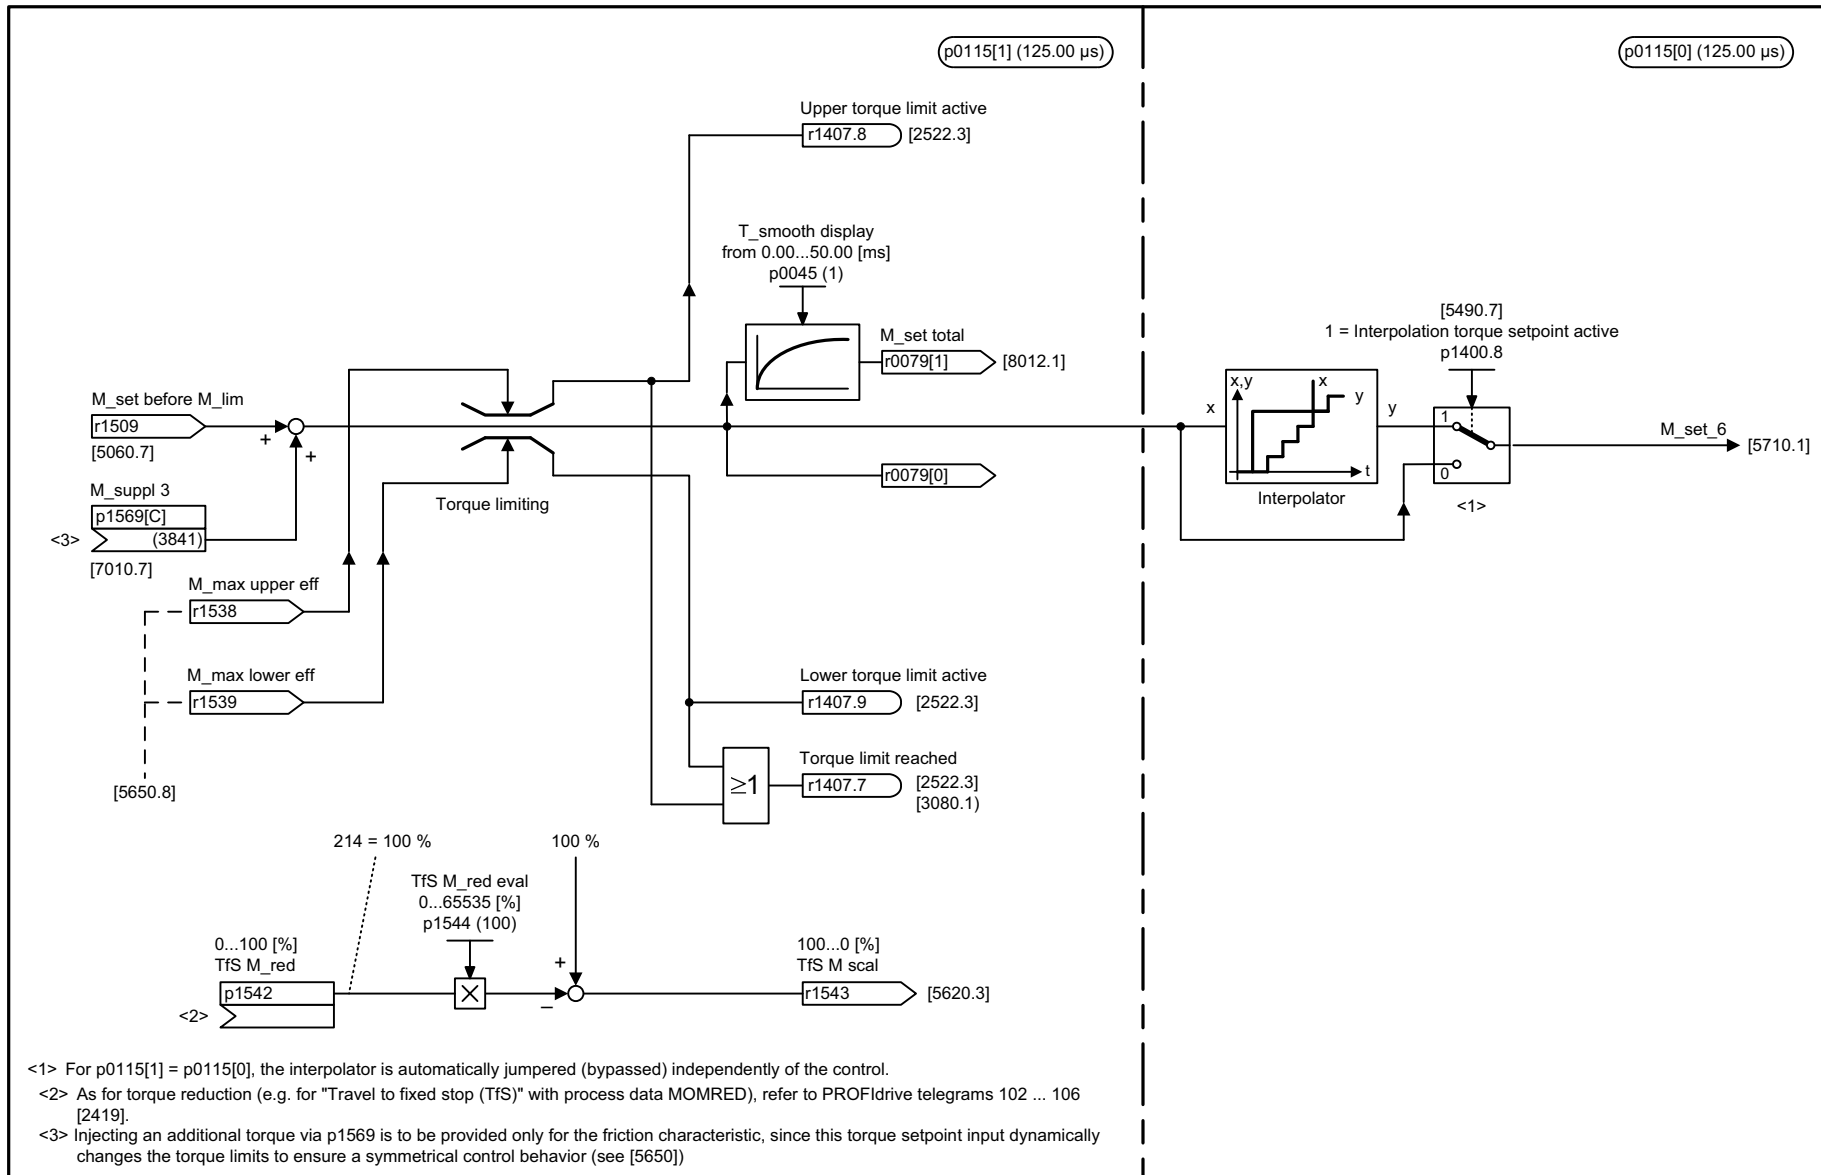 p0115[1] (125.00 µs)
p0115[0] (125.00 µs)
Upper torque limit active
r1407.8 [2522.3]
T_smooth display
from 0.00...50.00 [ms]
p0045 (1)
M_set total
r0079[1] [8012.1]
[5490.7]
1 = Interpolation torque setpoint active
p1400.8
M_set before M_lim
r1509
[5060.7]
+
+
x
x,y
x
y
t
Interpolator
y
1
0
<1>
M_set_6
[5710.1]
r0079[0]
M_suppl 3
p1569[C]
<3> (3841)
[7010.7]
Torque limiting
M_max upper eff
r1538
M_max lower eff
r1539
[5650.8]
Lower torque limit active
r1407.9 [2522.3]
Torque limit reached
≥1
r1407.7 [2522.3]
[3080.1)
214 = 100 %
100 %
TfS M_red eval
0...65535 [%]
p1544 (100)
0...100 [%]
TfS M_red
p1542
<2>
×
+
–
100...0 [%]
TfS M scal
r1543 [5620.3]
<1> For p0115[1] = p0115[0], the interpolator is automatically jumpered (bypassed) independently of the control.
<2> As for torque reduction (e.g. for "Travel to fixed stop (TfS)" with process data MOMRED), refer to PROFIdrive telegrams 102 ... 106
[2419].
<3> Injecting an additional torque via p1569 is to be provided only for the friction characteristic, since this torque setpoint input dynamically
changes the torque limits to ensure a symmetrical control behavior (see [5650])